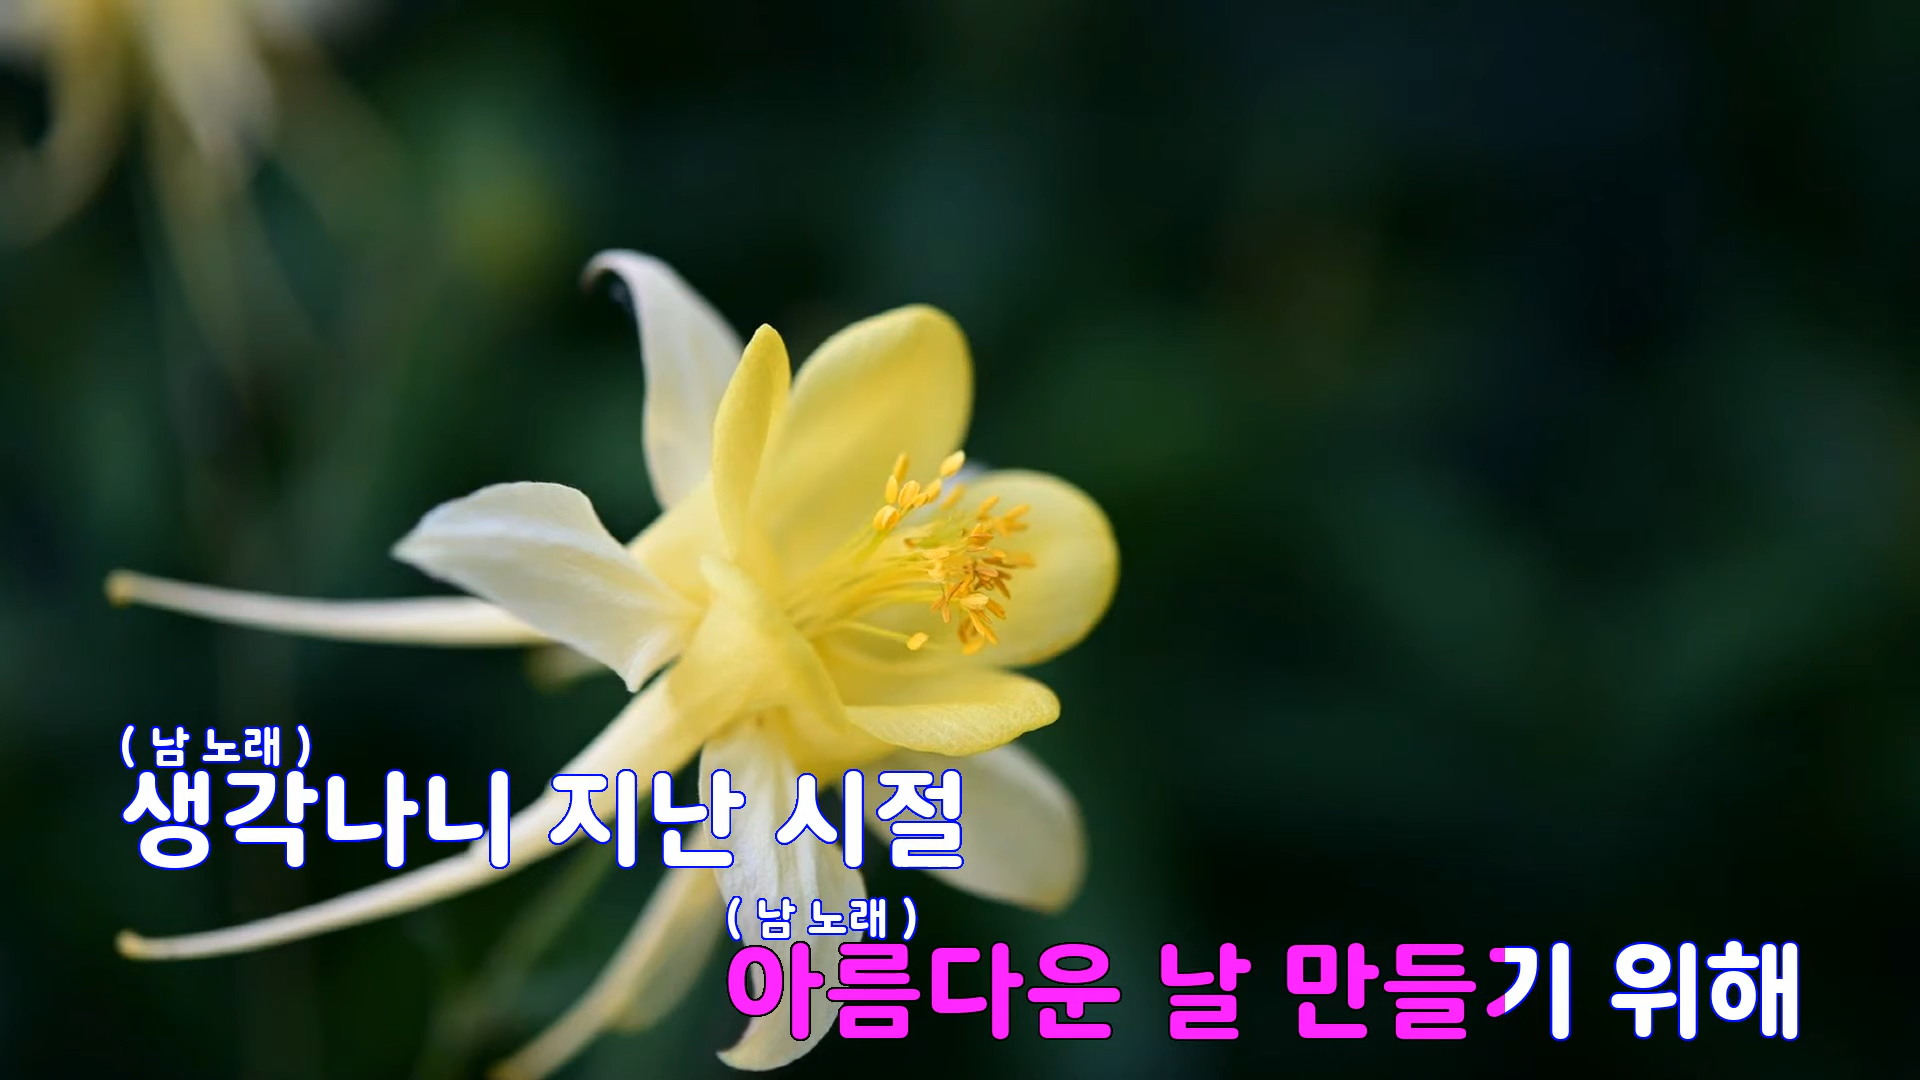 ( 남 노래 )
생각나니 지난 시절
( 남 노래 )
아름다운 날 만들기 위해